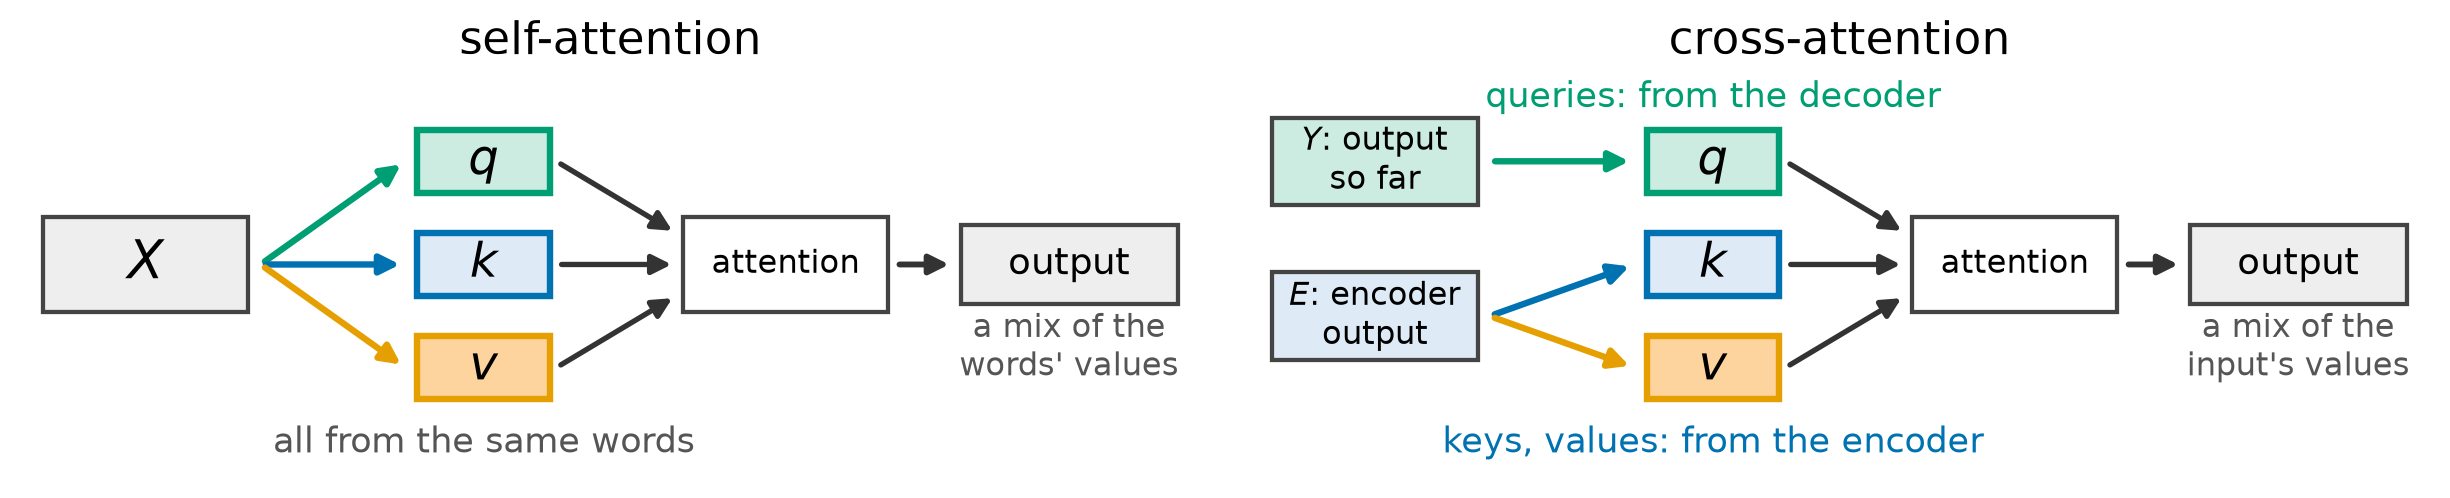 self-attention
X
q
k
v
attention
output
a mix of the
words' values
all from the same words
cross-attention
queries: from the decoder
Y: output
so far
E: encoder
output
q
k
v
attention
output
a mix of the
input's values
keys, values: from the encoder